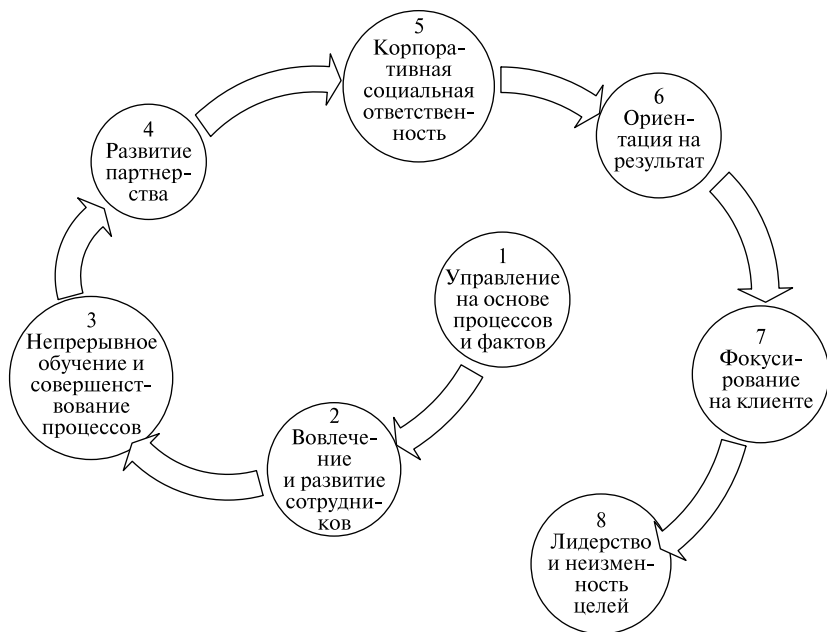 1
Управление
на основе
процессов
и фактов
2
Вовлече-
ние
и развитие
сотрудни-
ков
3
Непрерывное
обучение и
совершенст-
вование
процессов
4
Развитие
партнер-
ства
5
Корпора-
тивная
социальная
ответствен-
ность
6
Ориен-
тация на
результат
7
Фокуси-
рование
на клиенте
8
Лидерство
и неизмен-
ность
целей